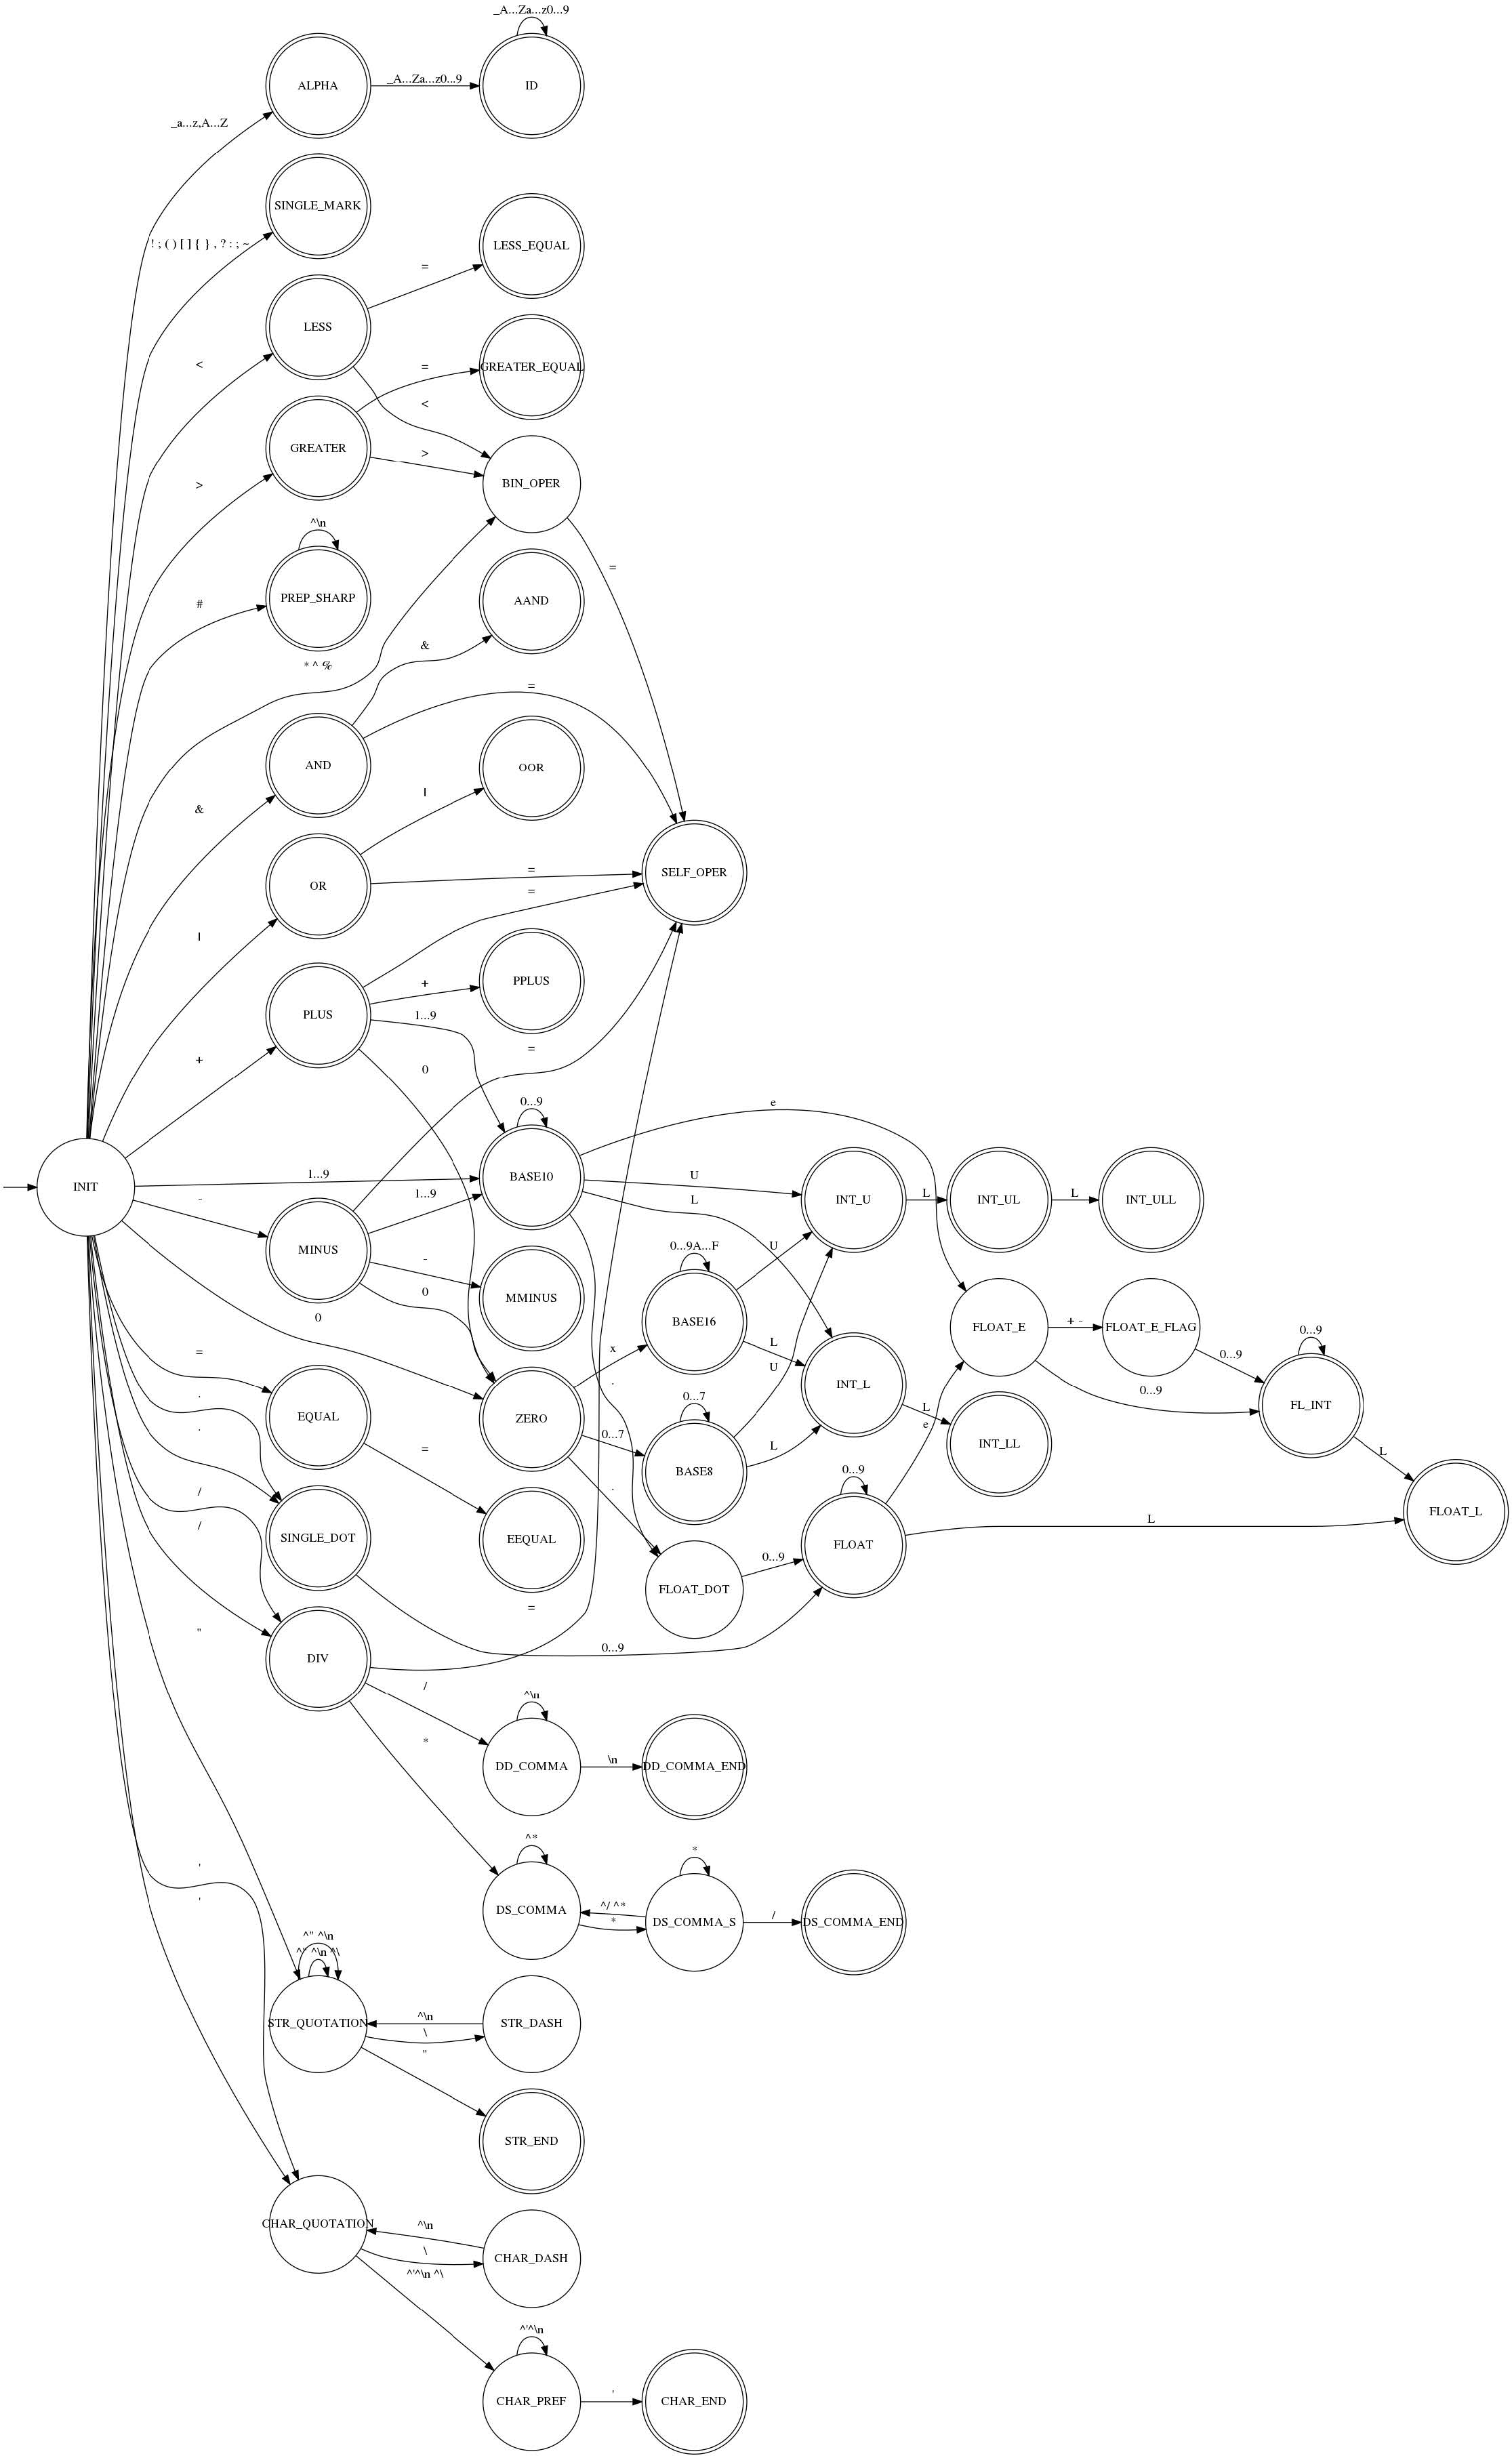 _A...Za...z0...9
ALPHA
_A...Za...z0...9
ID
_a...z,A...Z
SINGLE_MARK
! ; ( ) [ ] { } , ? : ; ~
LESS_EQUAL
=
LESS
<
GREATER_EQUAL
=
<
GREATER
>
>
BIN_OPER
^\n
=
PREP_SHARP
#
AAND
&
* ^ %
=
AND
OOR
|
&
=
SELF_OPER
OR
=
|
PPLUS
+
PLUS
1...9
=
+
0
0...9
e
1...9
BASE10
U
INIT
1...9
L
INT_U
L
INT_UL
L
INT_ULL
-
MINUS
-
0...9A...F
U
MMINUS
0
BASE16
0
x
L
FLOAT_E
+ -
FLOAT_E_FLAG
0...9
0...9
=
.
U
INT_L
0...9
0...7
L
FL_INT
EQUAL
ZERO
.
0...7
L
e
INT_LL
=
BASE8
0...9
L
/
.
SINGLE_DOT
EEQUAL
FLOAT
L
FLOAT_L
/
0...9
FLOAT_DOT
=
"
0...9
DIV
/
^\n
*
DD_COMMA
\n
DD_COMMA_END
^*
*
'
'
^/ ^*
*
DS_COMMA
DS_COMMA_S
/
DS_COMMA_END
^" ^\n
^" ^\n ^\
^\n
STR_QUOTATION
\
STR_DASH
"
STR_END
CHAR_QUOTATION
^\n
\
CHAR_DASH
^'^\n ^\
^'^\n
CHAR_PREF
'
CHAR_END